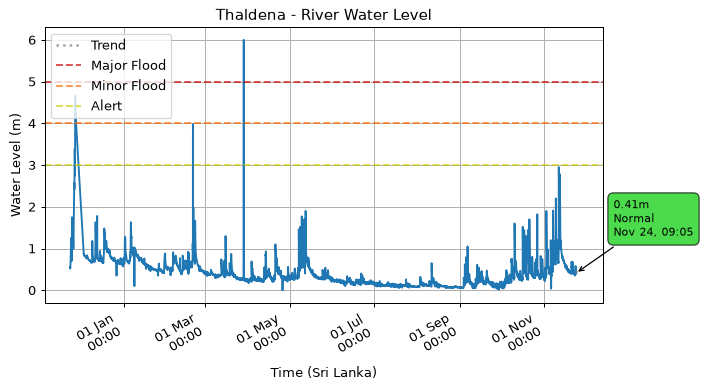 Thaldena - River Water Level
Trend
Major Flood
Minor Flood
Alert
6
5
4
3
2
1
0
Water Level (m)
0.41m
Normal
Nov 24, 09:05
01 Jan
00:00
01 Mar
00:00
01 May
00:00
01 Jul
00:00
01 Sep
00:00
01 Nov
00:00
Time (Sri Lanka)